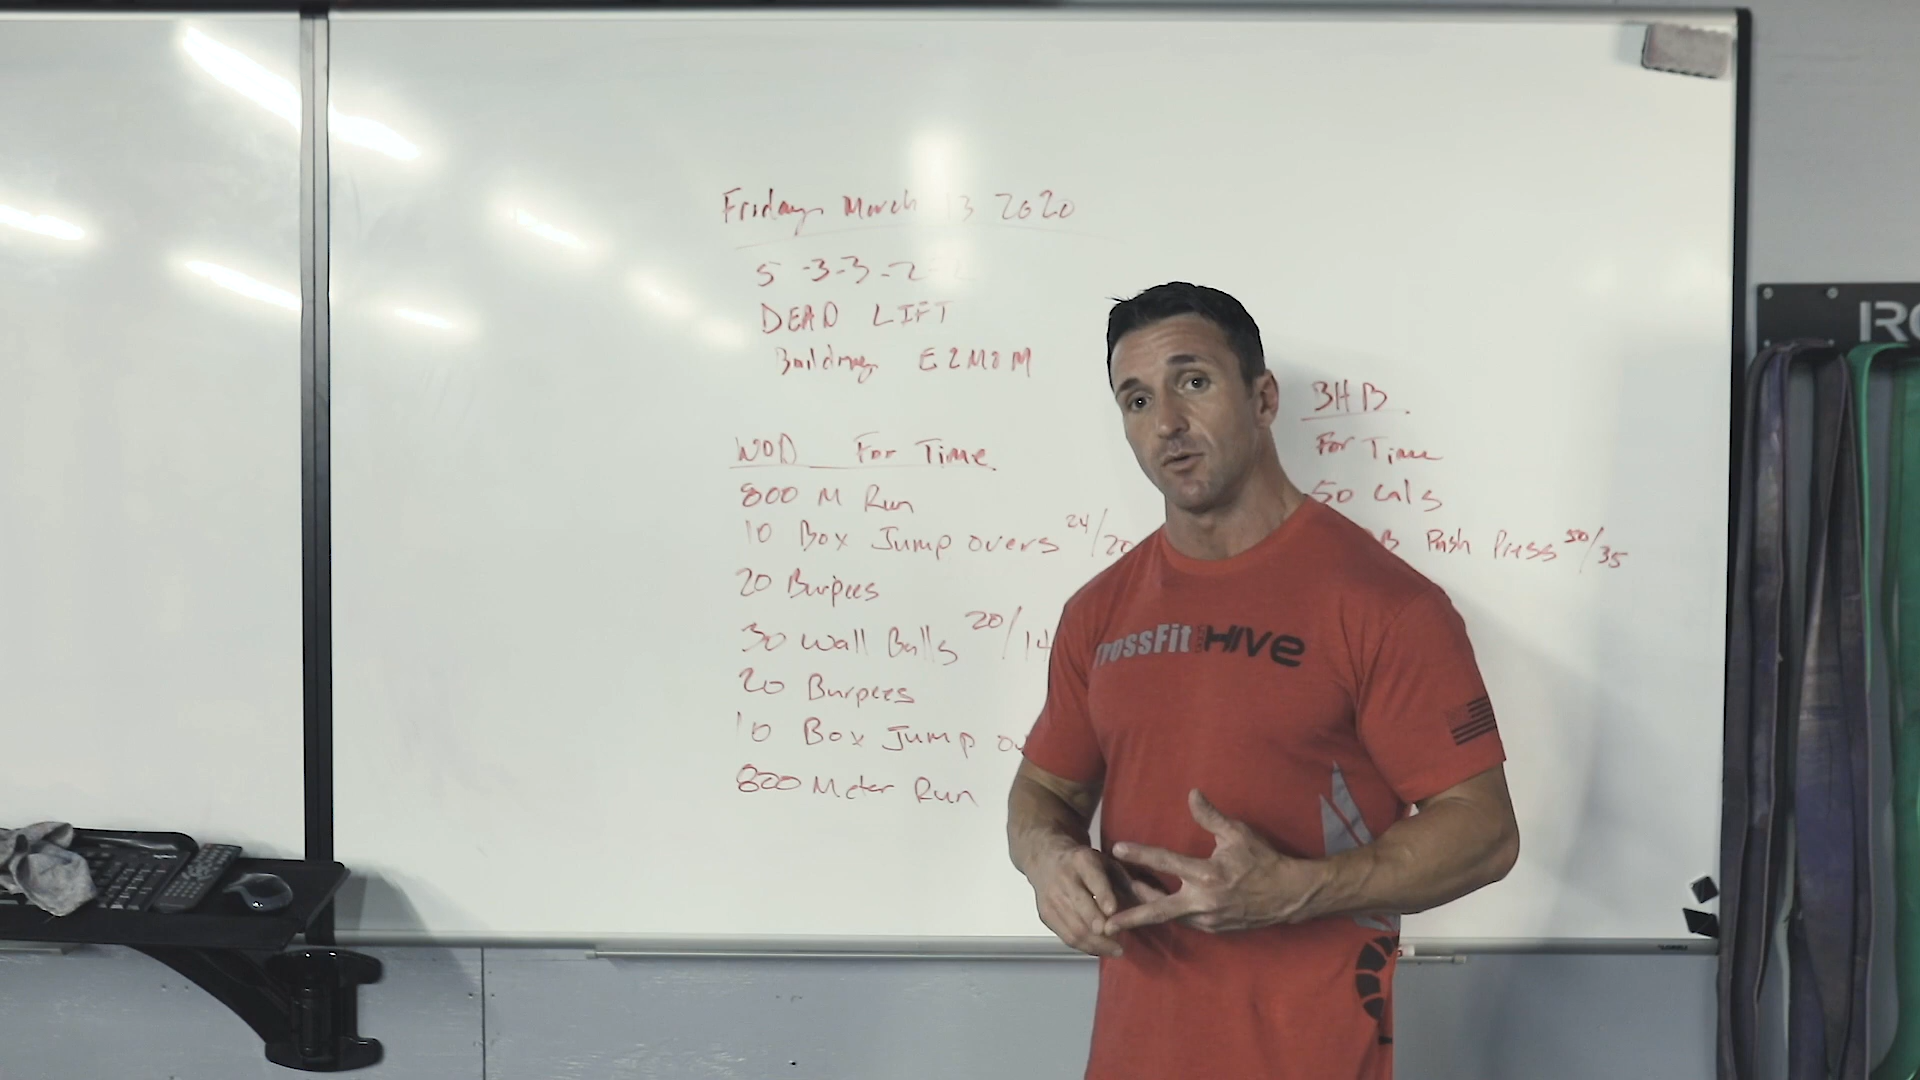 Friday March 13 2020
5 -3-3-2
DEAD LIFT
Building E2MOM
WOD For Time
800 M Run
10 Box Jump overs 24/20
20 Burpees
30 Wall Balls 20/14
20 Burpees
10 Box Jump ov
800 Meter Run
BHB
For Time
50 Cals
B Push Press 50/35
CrossFit HIVE
IRO